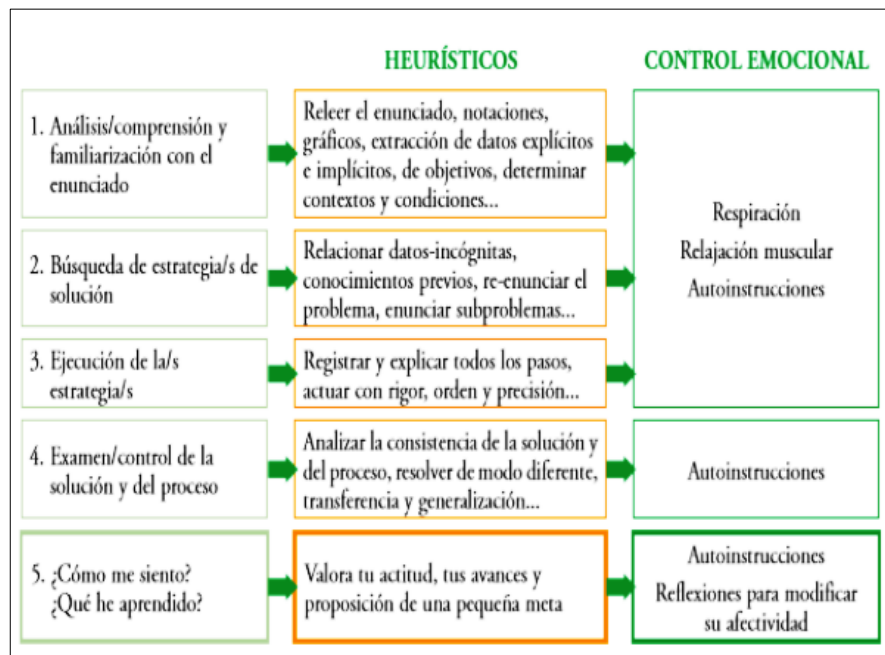 HEURÍSTICOS
CONTROL EMOCIONAL
1. Análisis/comprensión y
familiarización con el
enunciado
Releer el enunciado, notaciones,
gráficos, extracción de datos explícitos
e implícitos, de objetivos, determinar
contextos y condiciones...
Respiración
Relajación muscular
Autoinstrucciones
2. Búsqueda de estrategia/s de
solución
Relacionar datos-incógnitas,
conocimientos previos, re-enunciar el
problema, enunciar subproblemas...
3. Ejecución de la/s
estrategia/s
Registrar y explicar todos los pasos,
actuar con rigor, orden y precisión...
4. Examen/control de la
solución y del proceso
Analizar la consistencia de la solución y
del proceso, resolver de modo diferente,
transferencia y generalización...
Autoinstrucciones
5. ¿Cómo me siento?
¿Qué he aprendido?
Valora tu actitud, tus avances y
proposición de una pequeña meta
Autoinstrucciones
Reflexiones para modificar
su afectividad